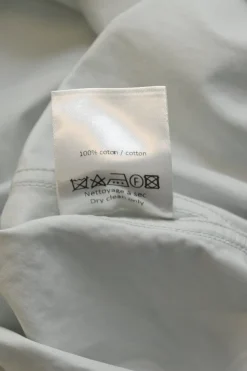 100% coton / cotton
F
Nettoyage à sec
Dry clean only